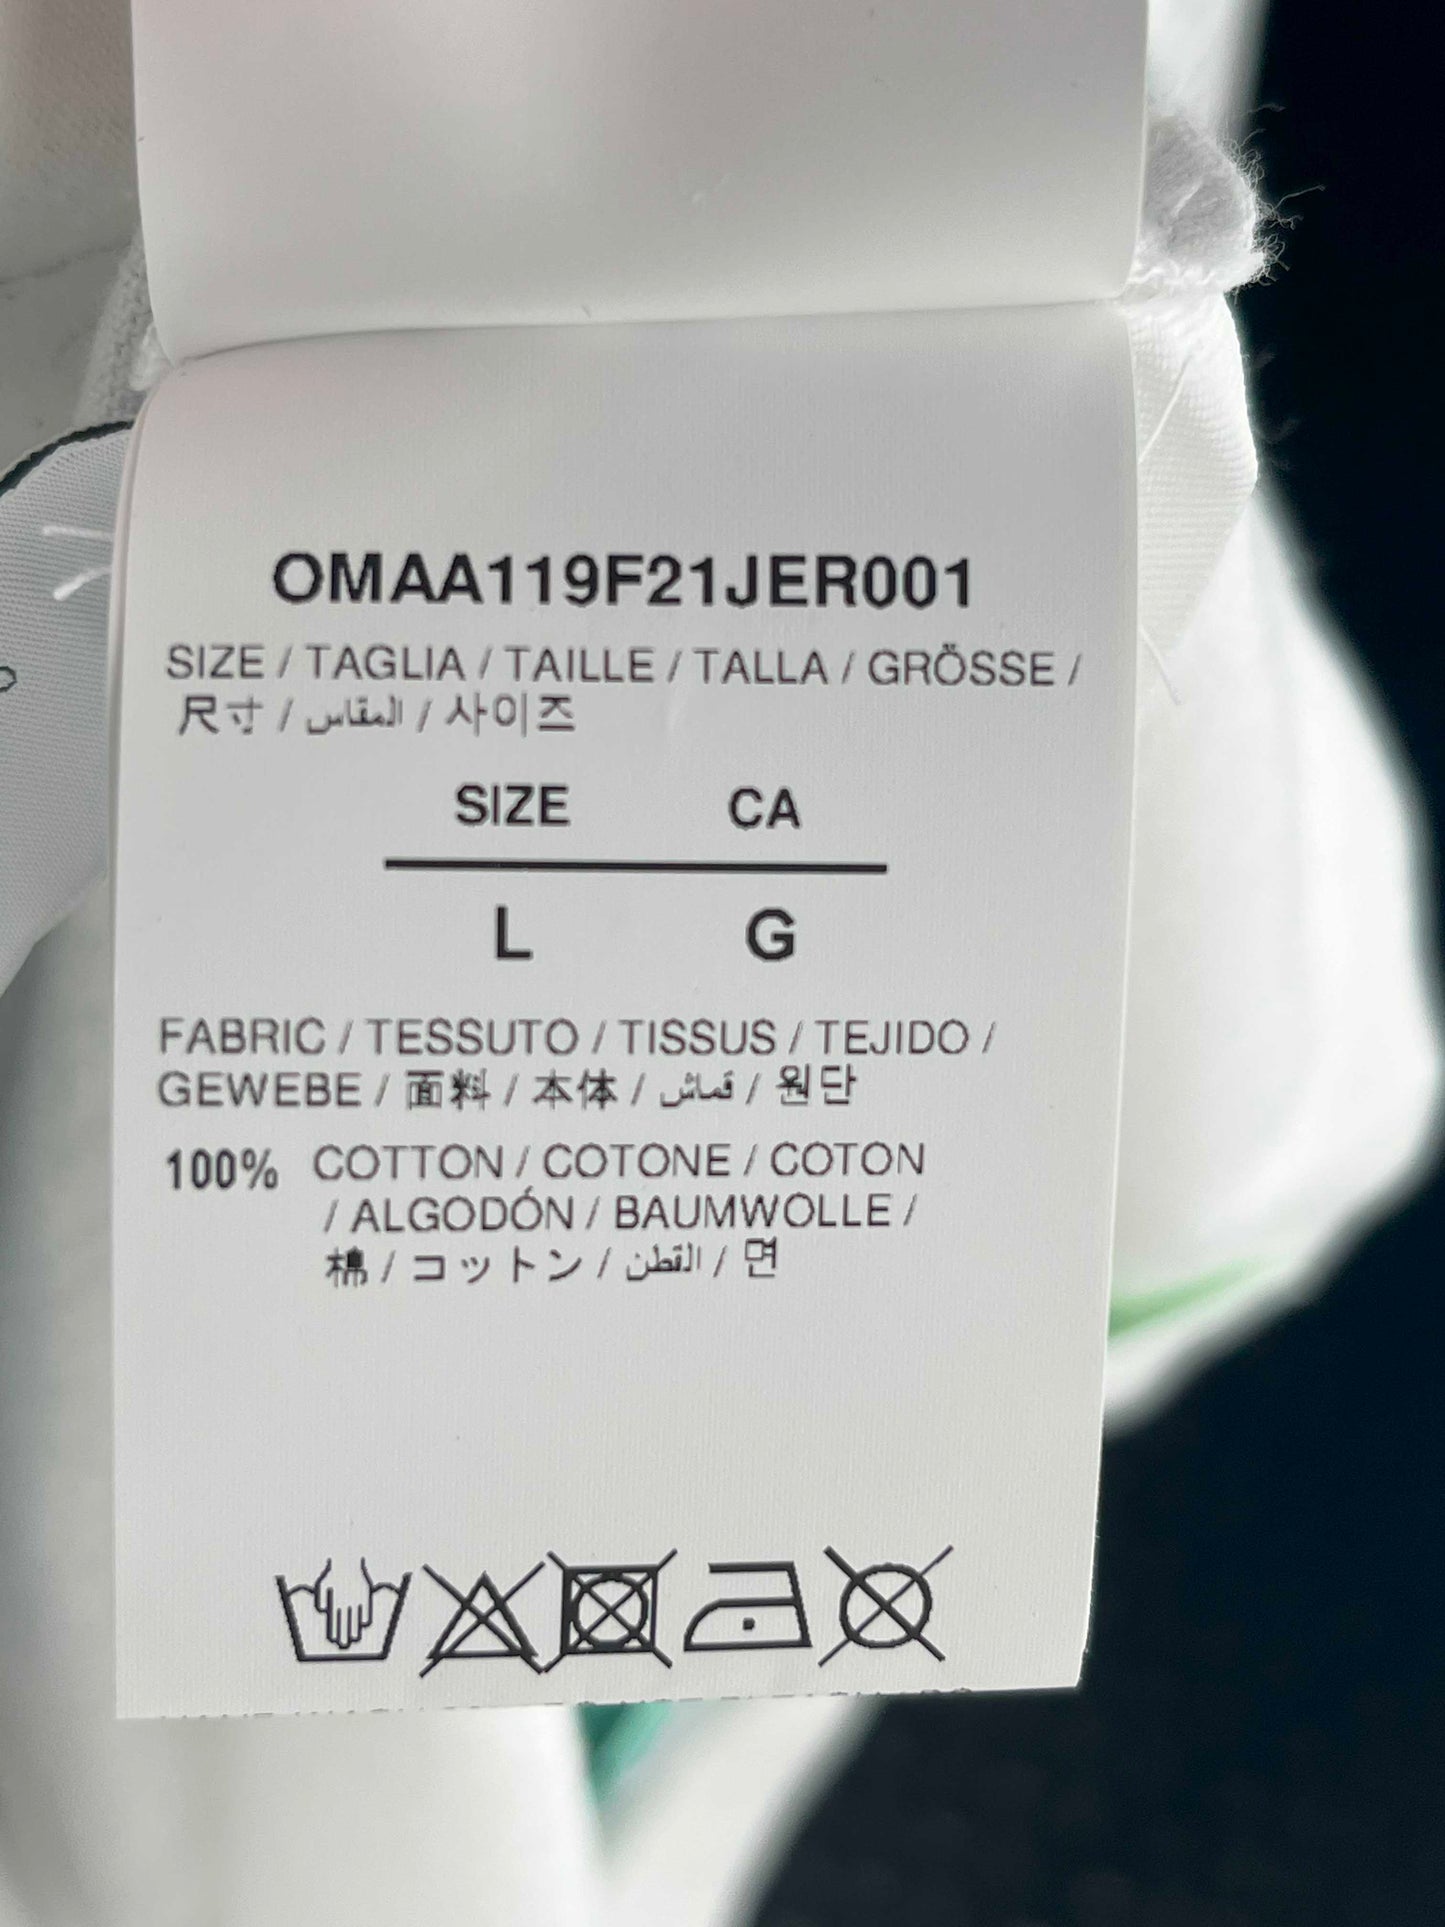 OMAA119F21JER001
SIZE / TAGLIA / TAILLE / TALLA / GRÖSSE /
尺寸 / المقاس / 사이즈
SIZE CA
L G
FABRIC / TESSUTO / TISSUS / TEJIDO /
GEWEBE / 面料 / 本体 / قماش / 원단
100% COTTON / COTONE / COTON
/ ALGODÓN / BAUMWOLLE /
棉 / コットン / القطن / 면